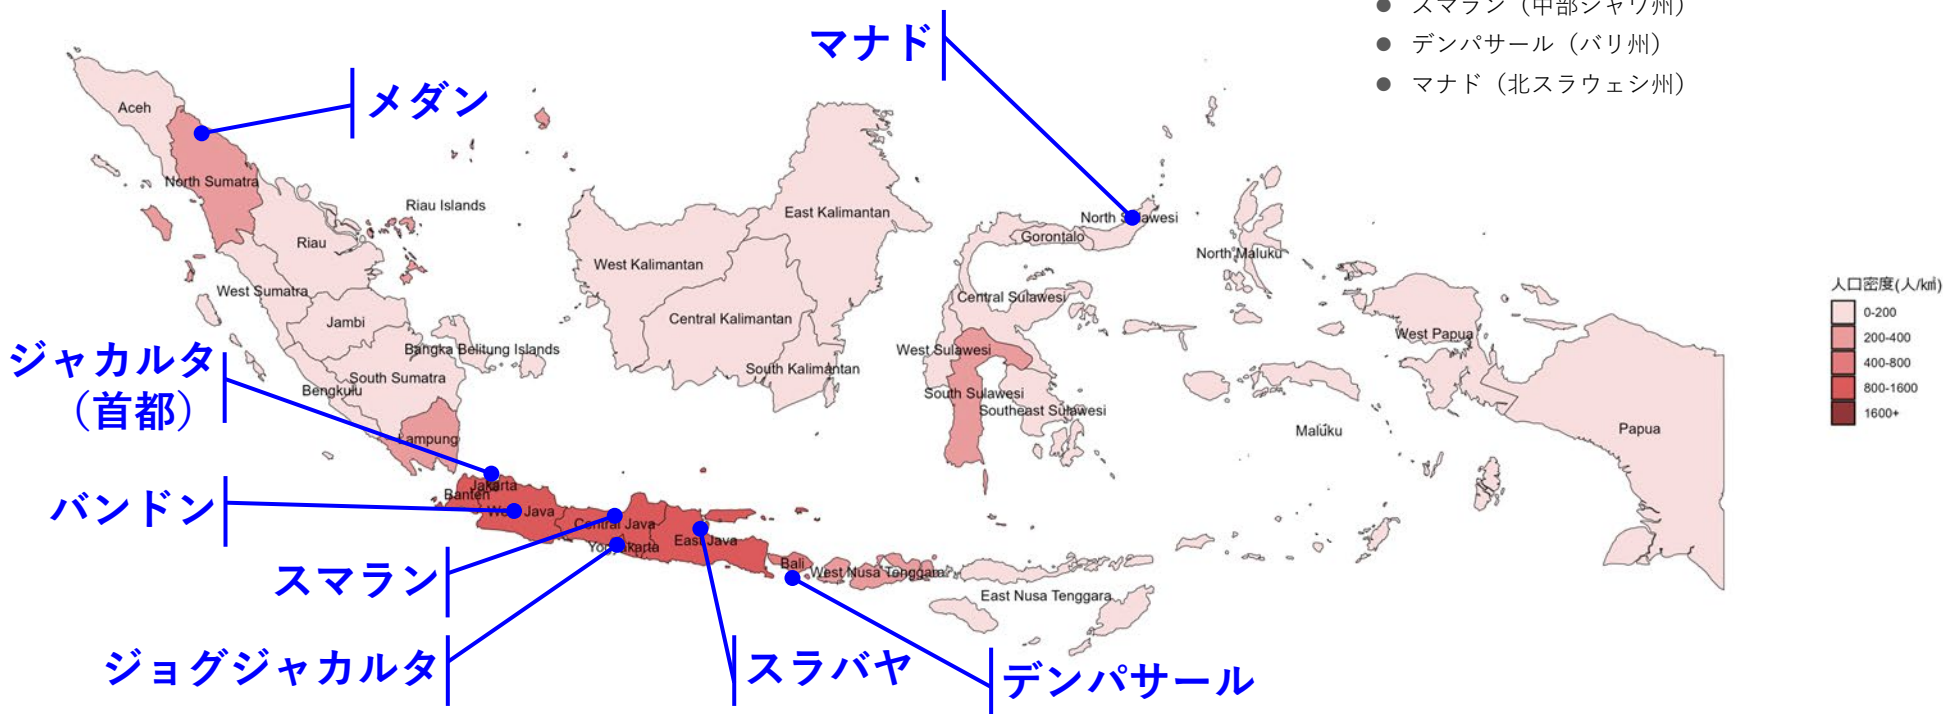 ● スマラン（中部ジャワ州）
● デンパサール（バリ州）
● マナド（北スラウェシ州）
マナド
メダン
Aceh
North Sumatra
Riau Islands
Riau
West Sumatra
Jambi
Bangka Belitung Islands
South Sumatra
Bengkulu
Lampung
East Kalimantan
West Kalimantan
Central Kalimantan
South Kalimantan
North Sulawesi
Gorontalo
Central Sulawesi
West Sulawesi
South Sulawesi
Southeast Sulawesi
North Maluku
Maluku
West Papua
Papua
人口密度(人/㎢)
0-200
200-400
400-800
800-1600
1600+
ジャカルタ
（首都）
バンドン
Jakarta
Banten
West Java
Central Java
Yogyakarta
East Java
Bali
West Nusa Tenggara
East Nusa Tenggara
スマラン
ジョグジャカルタ
スラバヤ
デンパサール